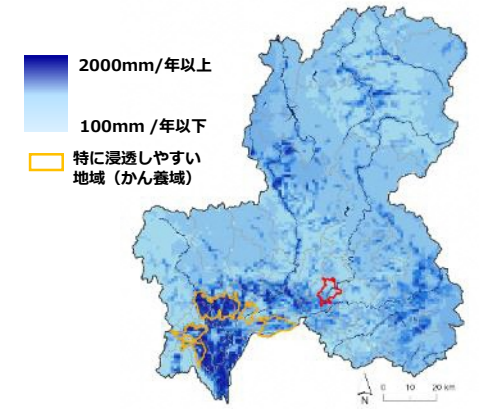 2000mm/年以上
100mm /年以下
特に浸透しやすい
地域（かん養域）
N
0 10 20 km